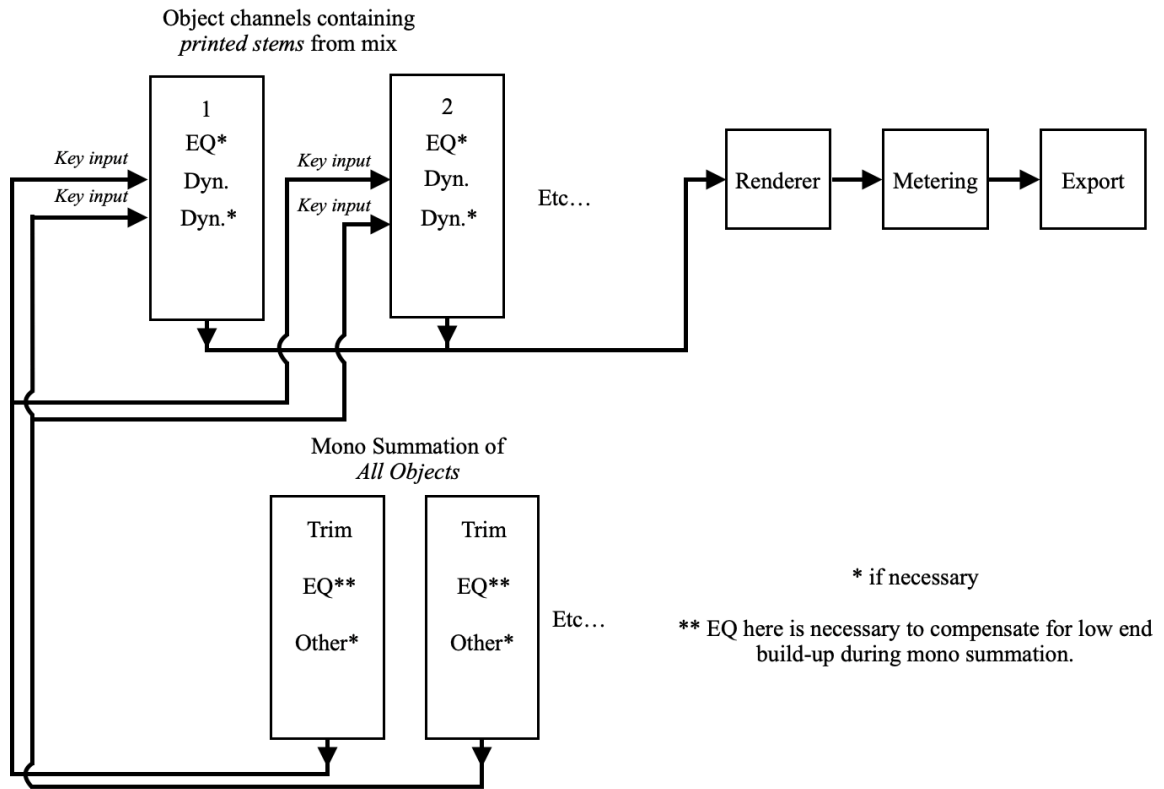 Object channels containing
printed stems from mix
1
EQ*
Dyn.
Dyn.*
Key input
Key input
2
EQ*
Dyn.
Dyn.*
Key input
Key input
Etc…
Renderer
Metering
Export
Mono Summation of
All Objects
Trim
EQ**
Other*
Trim
EQ**
Other*
Etc…
* if necessary
** EQ here is necessary to compensate for low end
build-up during mono summation.